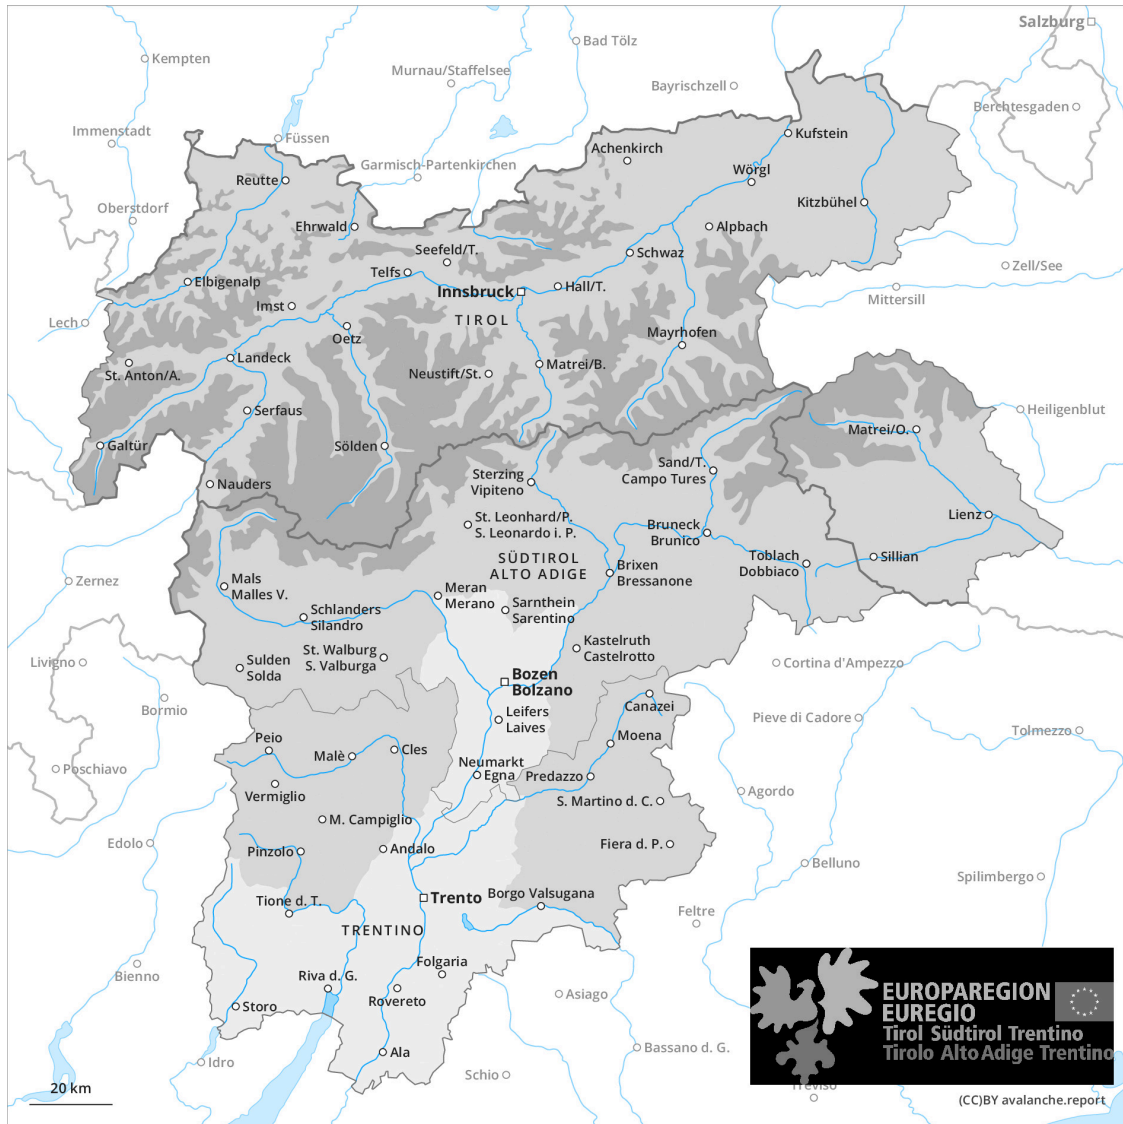 Salzburg
Bad Tölz
Kempten
Murnau/Staffelsee
Bayrischzell
Berchtesgaden
Immenstadt
Füssen
Kufstein
Achenkirch
Garmisch-Partenkirchen
Wörgl
Reutte
Kitzbühel
Oberstdorf
Ehrwald
Alpbach
Seefeld/T.
Schwaz
Telfs
Zell/See
Elbigenalp
Innsbruck
Hall/T.
Mittersill
Imst
TIROL
Lech
Oetz
Mayrhofen
Landeck
Matrei/B.
St. Anton/A.
Neustift/St.
Serfaus
Heiligenblut
Matrei/O.
Galtür
Sölden
Sand/T.
Campo Tures
Sterzing
Vipiteno
Nauders
Lienz
St. Leonhard/P.
S. Leonardo i. P.
Bruneck
Brunico
SÜDTIROL
ALTO ADIGE
Toblach
Dobbiaco
Sillian
Brixen
Bressanone
Zernez
Mals
Malles V.
Meran
Merano
Sarnthein
Sarentino
Schlanders
Silandro
Kastelruth
Castelrotto
St. Walburg
S. Valburga
Livigno
Sulden
Solda
Cortina d'Ampezzo
Bozen
Bolzano
Bormio
Canazei
Leifers
Laives
Pieve di Cadore
Tolmezzo
Peio
Moena
Malè
Cles
Neumarkt
Egna
Poschiavo
Predazzo
Vermiglio
Agordo
S. Martino d. C.
M. Campiglio
Edolo
Pinzolo
Andalo
Fiera d. P.
Belluno
Spilimbergo
Trento
Borgo Valsugana
Tione d. T.
Feltre
TRENTINO
Folgaria
Bienno
Riva d. G.
Rovereto
Asiago
Storo
EUROPAREGION
EUREGIO
Tirol Südtirol Trentino
Tirolo Alto Adige Trentino
Ala
Idro
Bassano d. G.
Schio
Treviso
20 km
(CC)BY avalanche.report